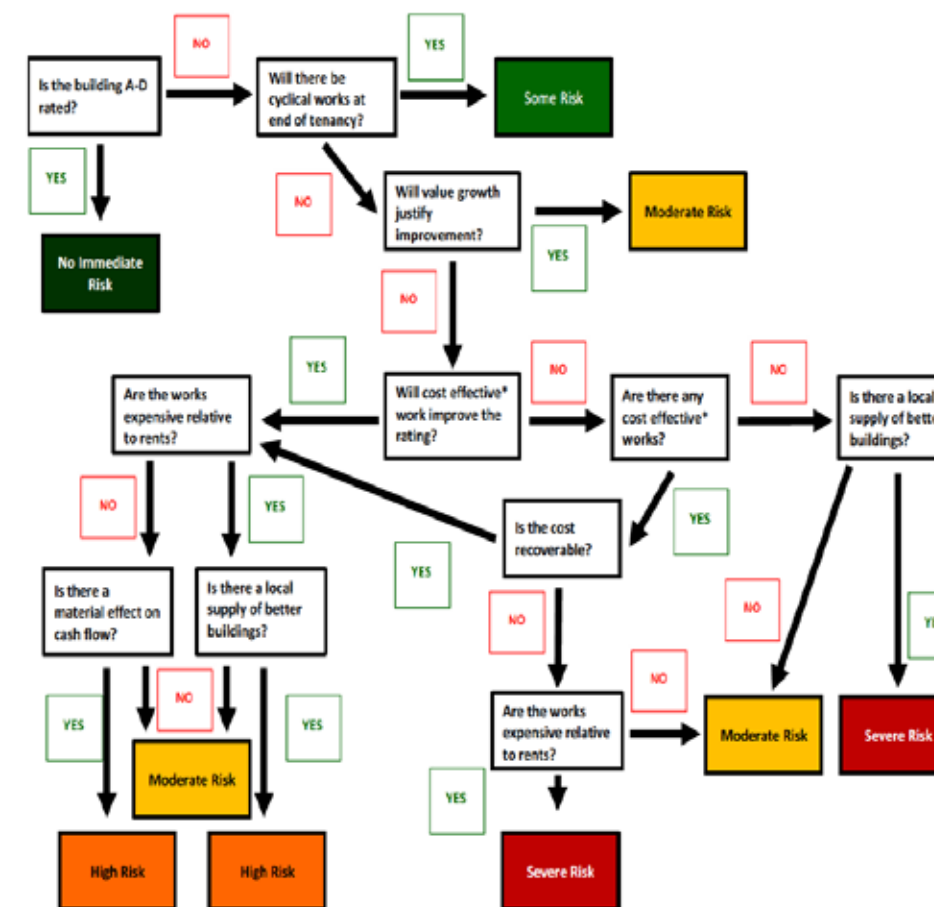 NO
YES
Is the building A-D
rated?
Will there be
cyclical works at
end of tenancy?
Some Risk
YES
NO
Will value growth
justify
improvement?
Moderate Risk
YES
No Immediate
Risk
NO
YES
NO
NO
Are the works
expensive relative
to rents?
Will cost effective*
work improve the
rating?
Are there any
cost effective*
works?
Is there a local
supply of bette
buildings?
NO
YES
Is the cost
recoverable?
YES
YES
Is there a
material effect on
cash flow?
Is there a local
supply of better
buildings?
NO
NO
YE
YES
NO
YES
Are the works
expensive relative
to rents?
NO
Moderate Risk
Severe Risk
Moderate Risk
YES
High Risk
High Risk
Severe Risk